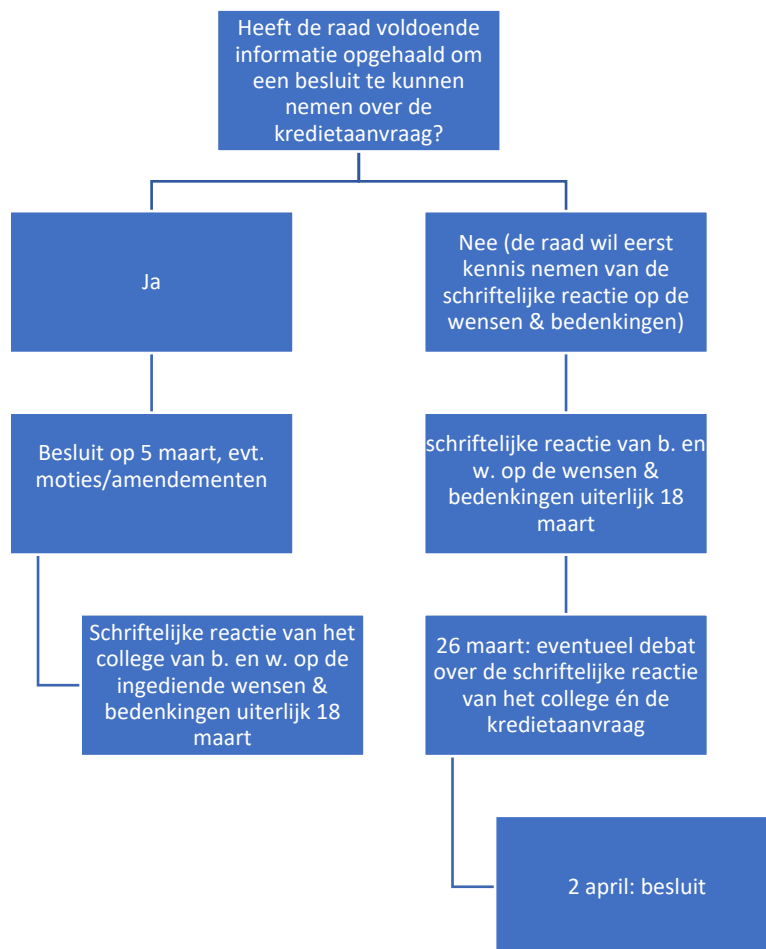 Heeft de raad voldoende
informatie opgehaald om
een besluit te kunnen
nemen over de
kredietaanvraag?
Ja
Besluit op 5 maart, evt.
moties/amendementen
Schriftelijke reactie van het
college van b. en w. op de
ingediende wensen &
bedenkingen uiterlijk 18
maart
Nee (de raad wil eerst
kennis nemen van de
schriftelijke reactie op de
wensen & bedenkingen)
schriftelijke reactie van b. en
w. op de wensen &
bedenkingen uiterlijk 18
maart
26 maart: eventueel debat
over de schriftelijke reactie
van het college én de
kredietaanvraag
2 april: besluit